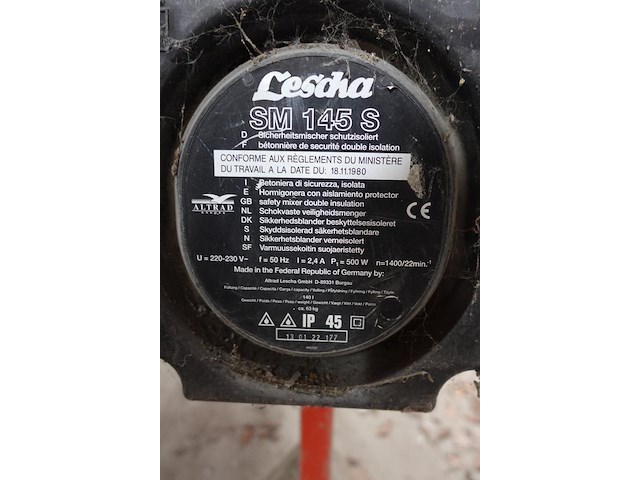 Lescha
SM 145 S
D Sicherheitsmischer schutzisoliert
F bétonnière de securité double isolation
CONFORME AUX RÈGLEMENTS DU MINISTÈRE
DU TRAVAIL A LA DATE DU: 18.11.1980
I Betoniera di sicurezza, isolata
E Hormigonera con aislamiento protector
GB safety mixer double insulation
NL Schokvaste veiligheidsmenger
DK Sikkerhedsblander beskyttelsesisoleret
S Skyddsisolerad säkerhetsblandare
N Sikkerhetsblander verneisolert
SF Varmuussekoitin suojaeristetty
ALTRAD
CE
U = 220-230 V~ f = 50 Hz I = 2,4 A P₁ = 500 W n=1400/22min.⁻¹
Made in the Federal Republic of Germany by:
Altrad Lescha GmbH D-89331 Burgau
140 l
ca. 63 kg
IP 45
13 01 22 177